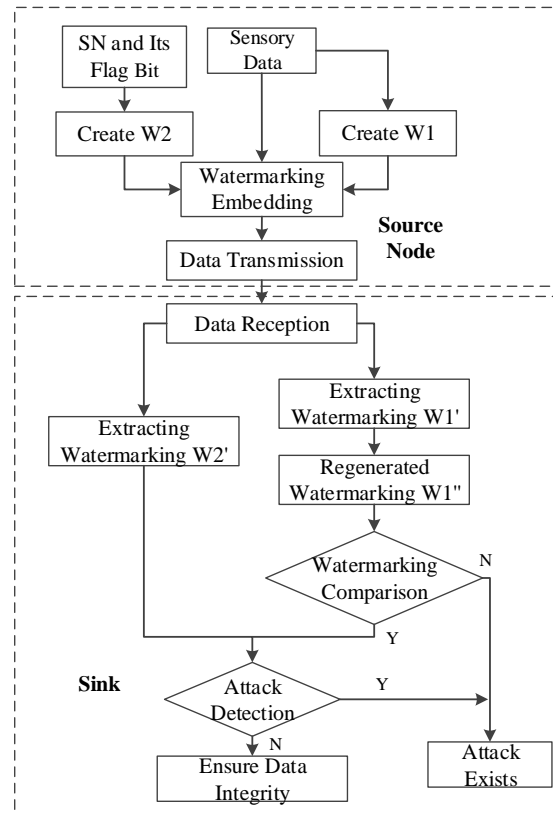 SN and Its
Flag Bit
Sensory
Data
Create W2
Create W1
Watermarking
Embedding
Source
Node
Data Transmission
Data Reception
Extracting
Watermarking W2'
Extracting
Watermarking W1'
Regenerated
Watermarking W1''
Watermarking
Comparison
N
Y
Sink
Attack
Detection
Y
N
Ensure Data
Integrity
Attack
Exists